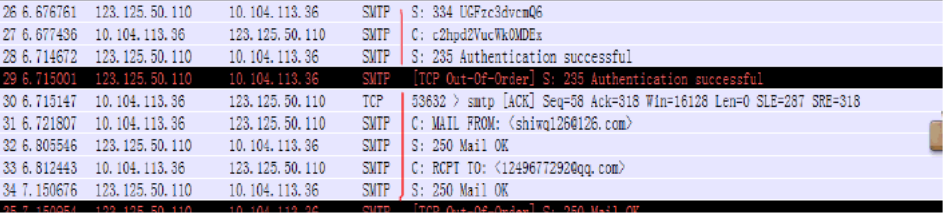 26 6.676761 123.125.50.110 10.104.113.36 SMTP S: 334 UGFzc3dvcmQ6
27 6.677436 10.104.113.36 123.125.50.110 SMTP C: c2hpd2VucWk0MDEx
28 6.714672 123.125.50.110 10.104.113.36 SMTP S: 235 Authentication successful
29 6.715001 123.125.50.110 10.104.113.36 SMTP [TCP Out-Of-Order] S: 235 Authentication successful
30 6.715147 10.104.113.36 123.125.50.110 TCP 53632 > smtp [ACK] Seq=58 Ack=318 Win=16128 Len=0 SLE=287 SRE=318
31 6.721807 10.104.113.36 123.125.50.110 SMTP C: MAIL FROM: <shiwq126@126.com>
32 6.805546 123.125.50.110 10.104.113.36 SMTP S: 250 Mail OK
33 6.812443 10.104.113.36 123.125.50.110 SMTP C: RCPT TO: <1249677292@qq.com>
34 7.150676 123.125.50.110 10.104.113.36 SMTP S: 250 Mail OK
35 7.150954 123.125.50.110 10.104.113.36 SMTP [TCP Out-Of-Order] S: 250 Mail OK